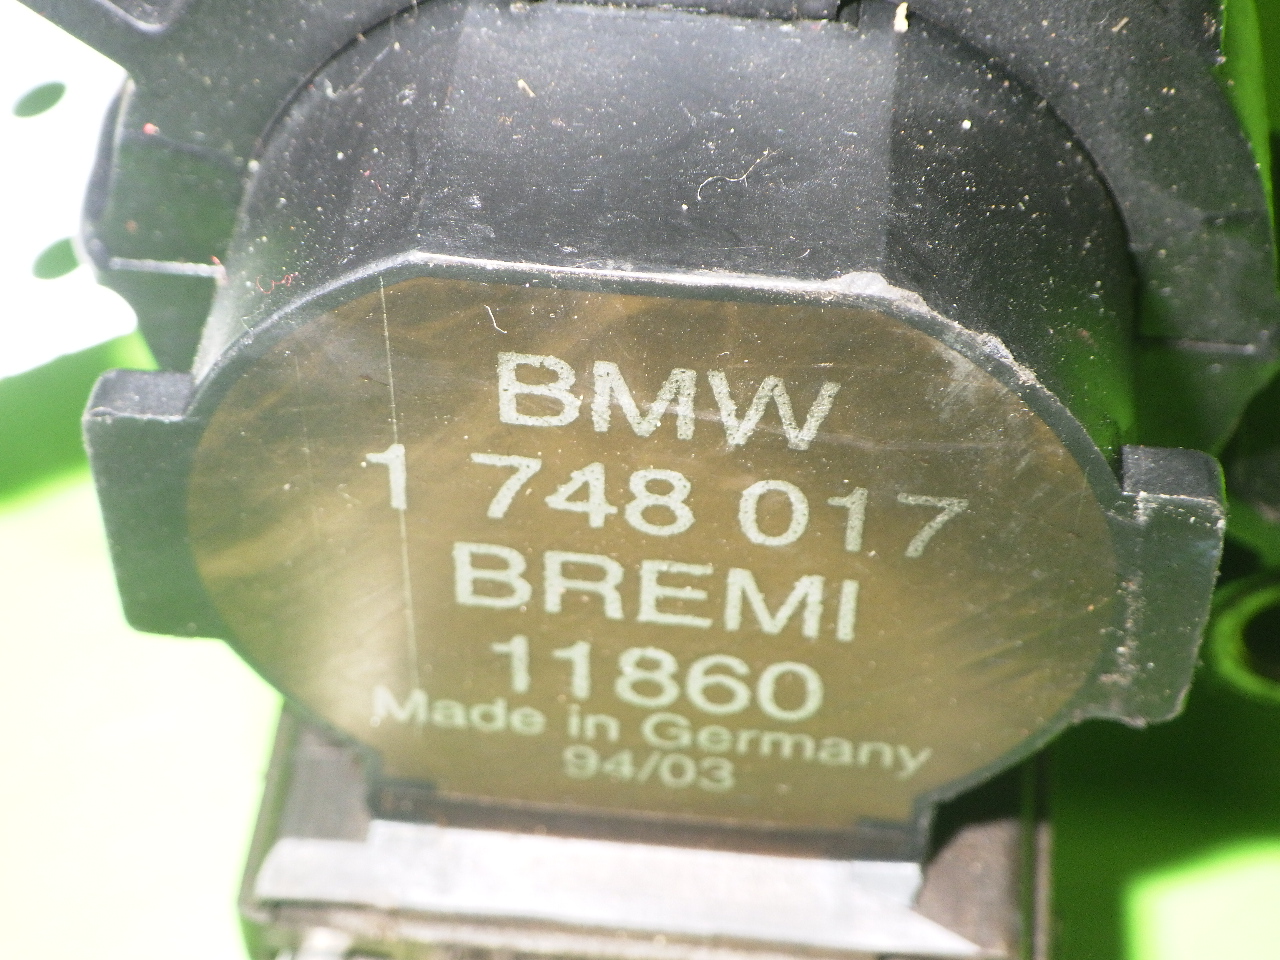 BMW
1 748 017
BREMI
11860
Made in Germany
94/03